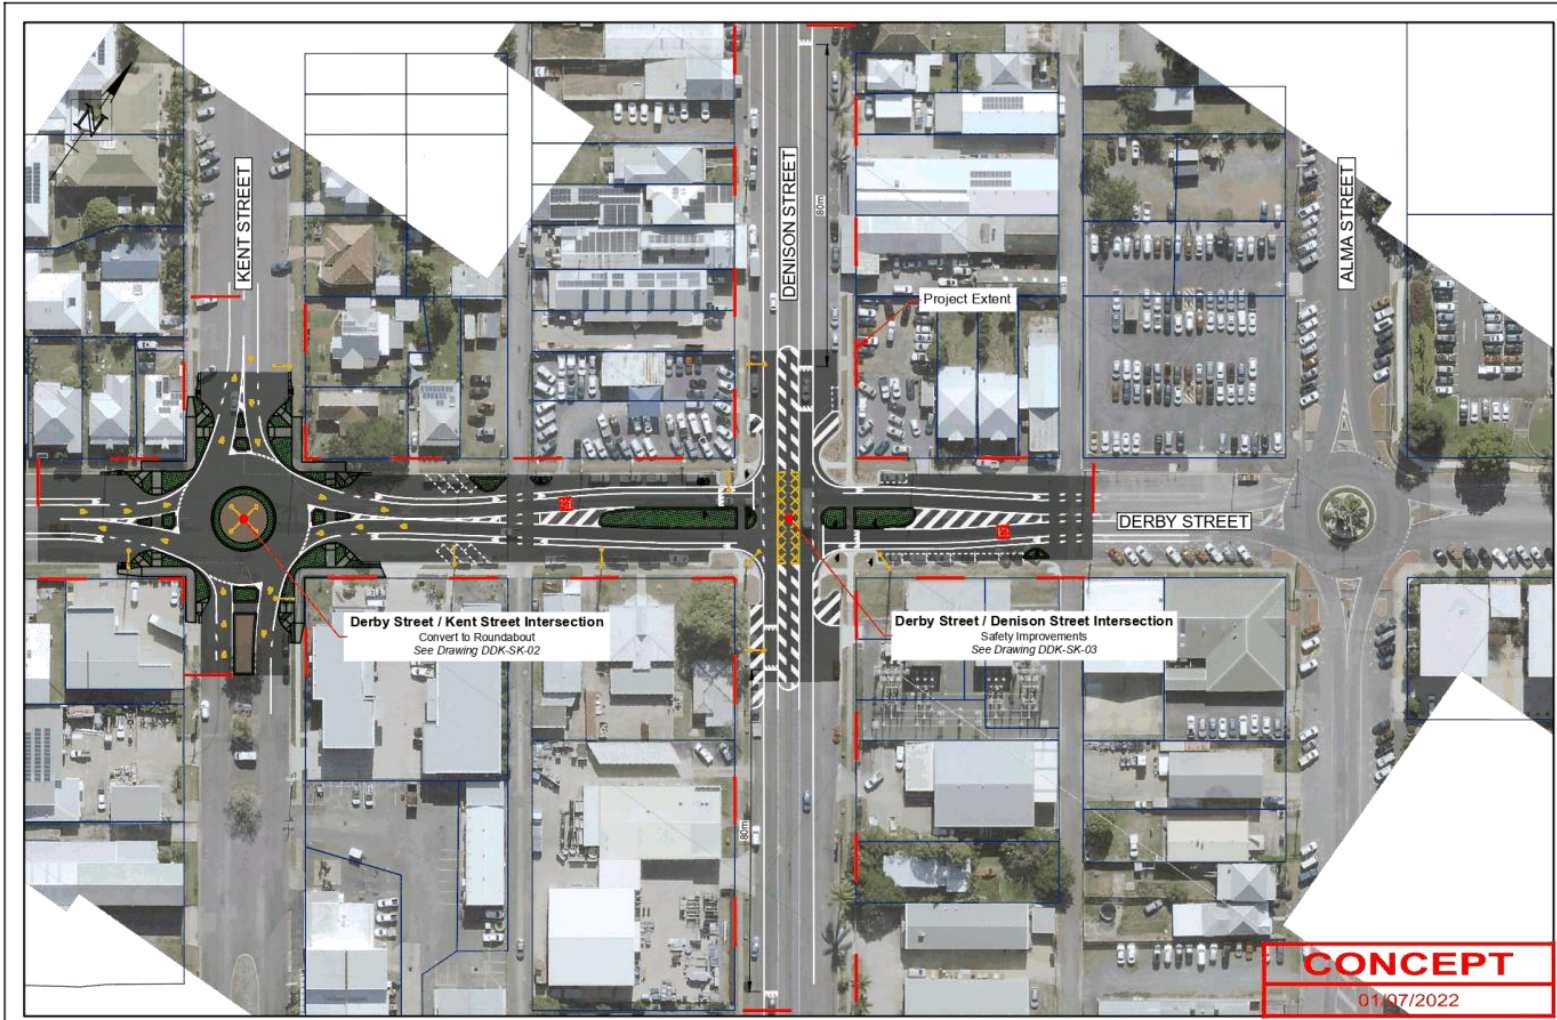 N
KENT STREET
DENISON STREET
80m
ALMA STREET
Project Extent
DERBY STREET
Derby Street / Kent Street Intersection
Convert to Roundabout
See Drawing DDK-SK-02
Derby Street / Denison Street Intersection
Safety Improvements
See Drawing DDK-SK-03
80m
CONCEPT
01/07/2022